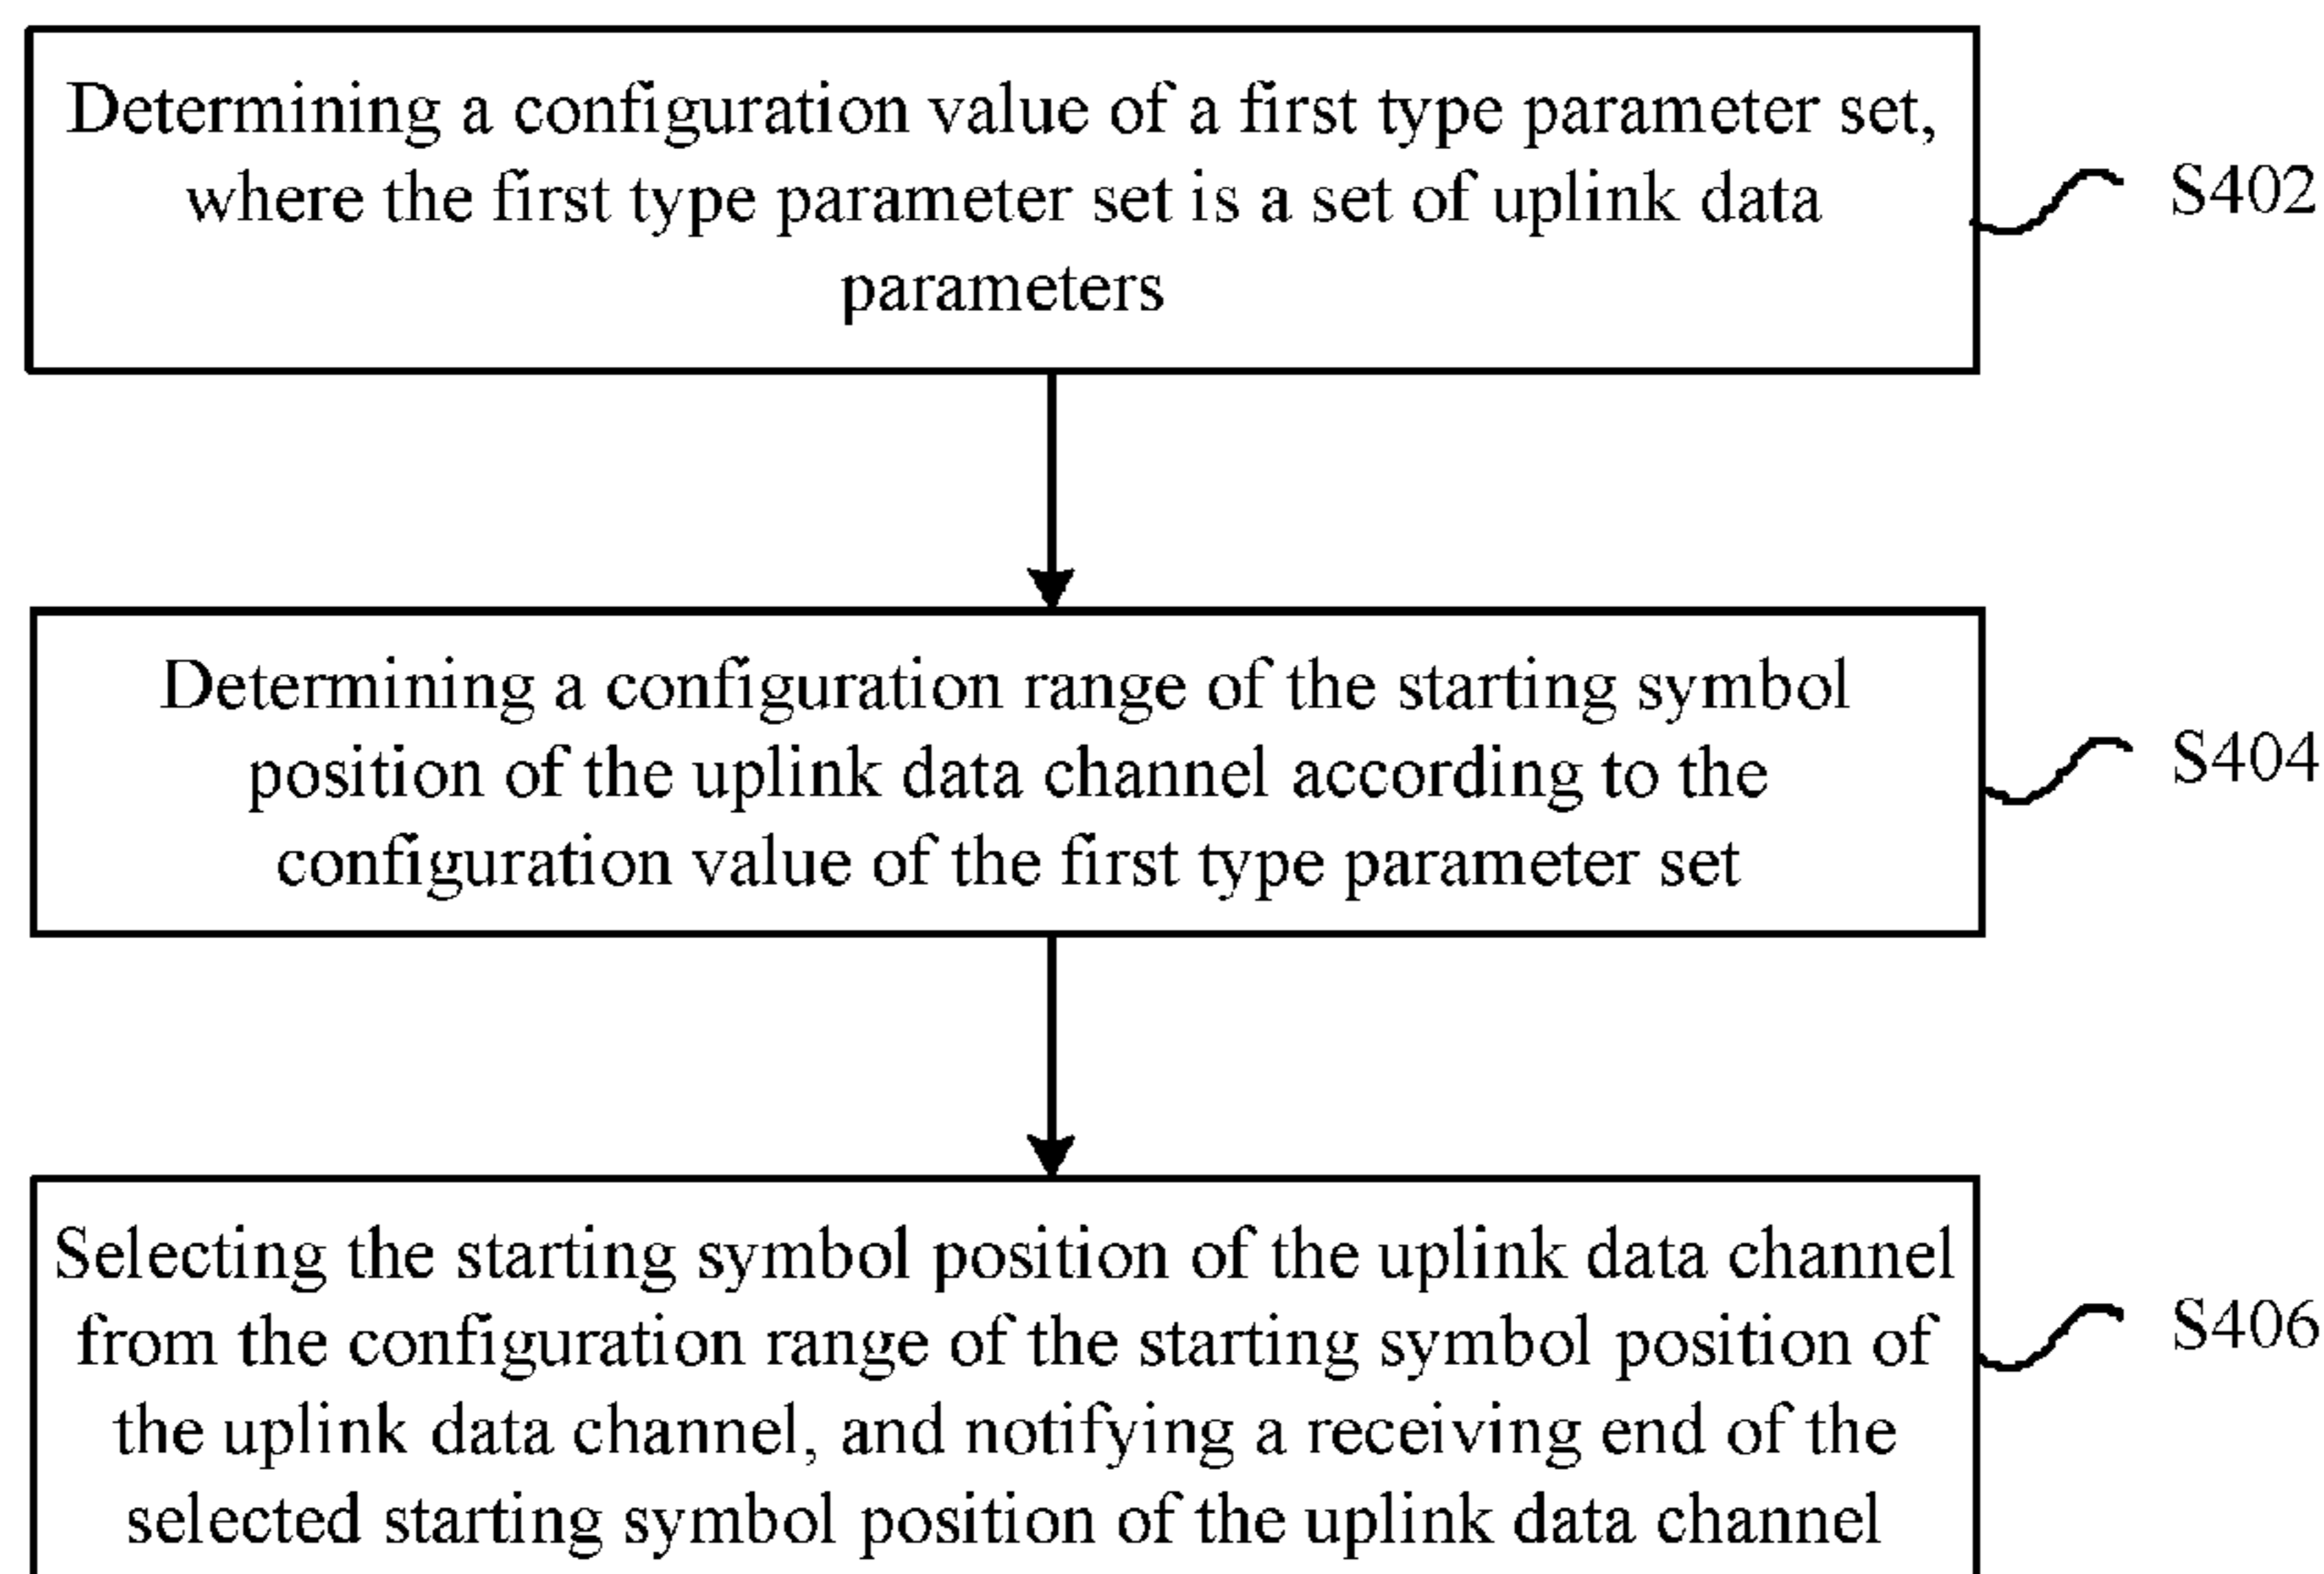 Determining a configuration value of a first type parameter set,
where the first type parameter set is a set of uplink data
parameters
S402
Determining a configuration range of the starting symbol
position of the uplink data channel according to the
configuration value of the first type parameter set
S404
Selecting the starting symbol position of the uplink data channel
from the configuration range of the starting symbol position of
the uplink data channel, and notifying a receiving end of the
selected starting symbol position of the uplink data channel
S406